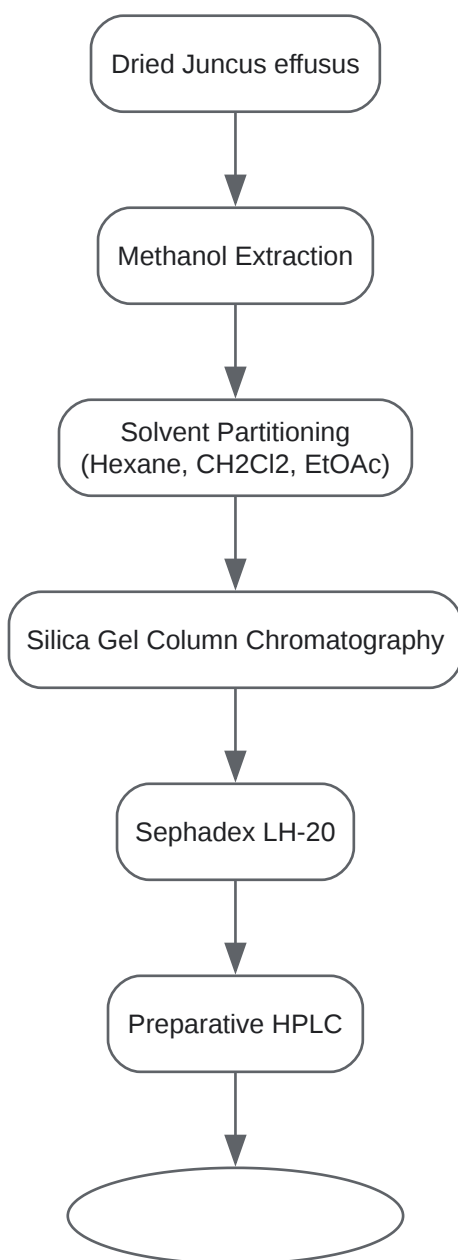 Dried Juncus effusus
Methanol Extraction
Solvent Partitioning
(Hexane, CH2Cl2, EtOAc)
Silica Gel Column Chromatography
Sephadex LH-20
Preparative HPLC